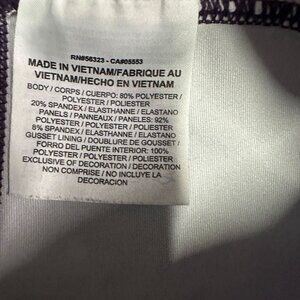 RN#56323 - CA#05553
MADE IN VIETNAM/FABRIQUE AU
VIETNAM/HECHO EN VIETNAM
BODY / CORPS / CUERPO: 80% POLYESTER /
POLYESTER / POLIESTER
20% SPANDEX / ELASTHANNE / ELASTANO
PANELS / PANNEAUX / PANELES: 92%
POLYESTER / POLYESTER / POLIESTER
8% SPANDEX / ELASTHANNE / ELASTANO
GUSSET LINING / DOUBLURE DE GOUSSET /
FORRO DEL PUENTE INTERIOR: 100%
POLYESTER / POLYESTER / POLIESTER
EXCLUSIVE OF DECORATION / DECORATION
NON COMPRISE / NO INCLUYE LA
DECORACION